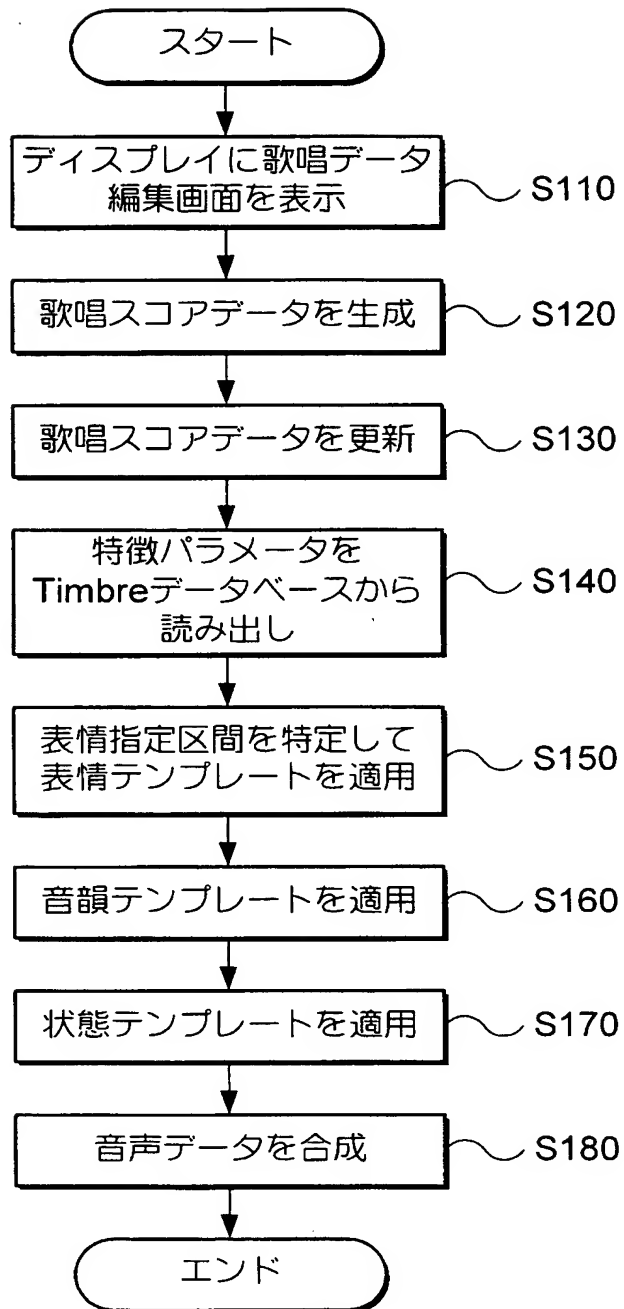 スタート
ディスプレイに歌唱データ
編集画面を表示
S110
歌唱スコアデータを生成
S120
歌唱スコアデータを更新
S130
特徴パラメータを
Timbreデータベースから
読み出し
S140
表情指定区間を特定して
表情テンプレートを適用
S150
音韻テンプレートを適用
S160
状態テンプレートを適用
S170
音声データを合成
S180
エンド